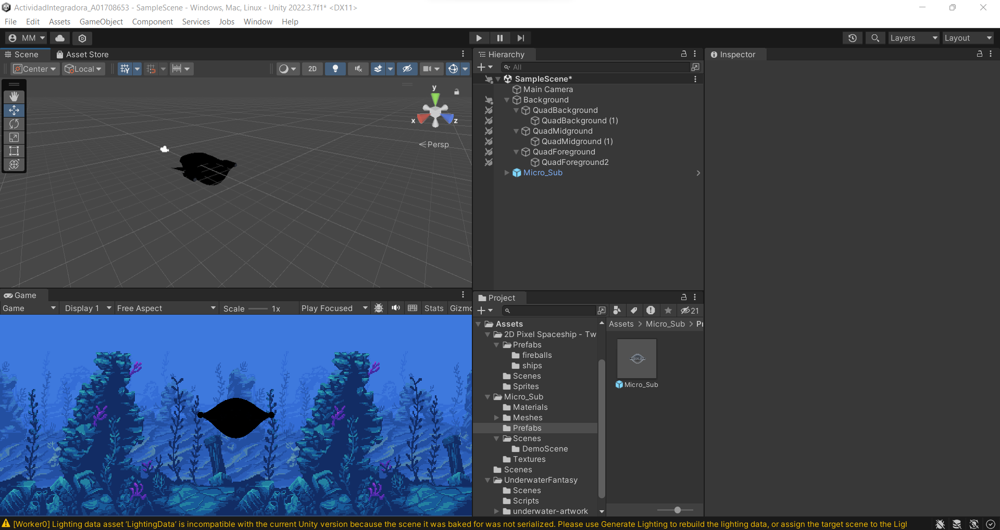 ActividadIntegradora_A01708653 - SampleScene - Windows, Mac, Linux - Unity 2022.3.7f1* <DX11>
File Edit Assets GameObject Component Services Jobs Window Help
MM Layers Layout
Scene Asset Store
Center Local 2D
y
x z
Persp
Hierarchy
All
SampleScene*
Main Camera
Background
QuadBackground
QuadBackground (1)
QuadMidground
QuadMidground (1)
QuadForeground
QuadForeground2
Micro_Sub
Inspector
Game
Game Display 1 Free Aspect Scale 1x Play Focused Stats Gizmo
Project
21
Assets
2D Pixel Spaceship - Tw
Prefabs
fireballs
ships
Scenes
Sprites
Micro_Sub
Materials
Meshes
Prefabs
Scenes
DemoScene
Textures
Scenes
UnderwaterFantasy
Scenes
Scripts
underwater-artwork
Assets > Micro_Sub > Pr
Micro_Sub
[Worker0] Lighting data asset 'LightingData' is incompatible with the current Unity version because the scene it was baked for was not serialized. Please use Generate Lighting to rebuild the lighting data, or assign the target scene to the Ligh